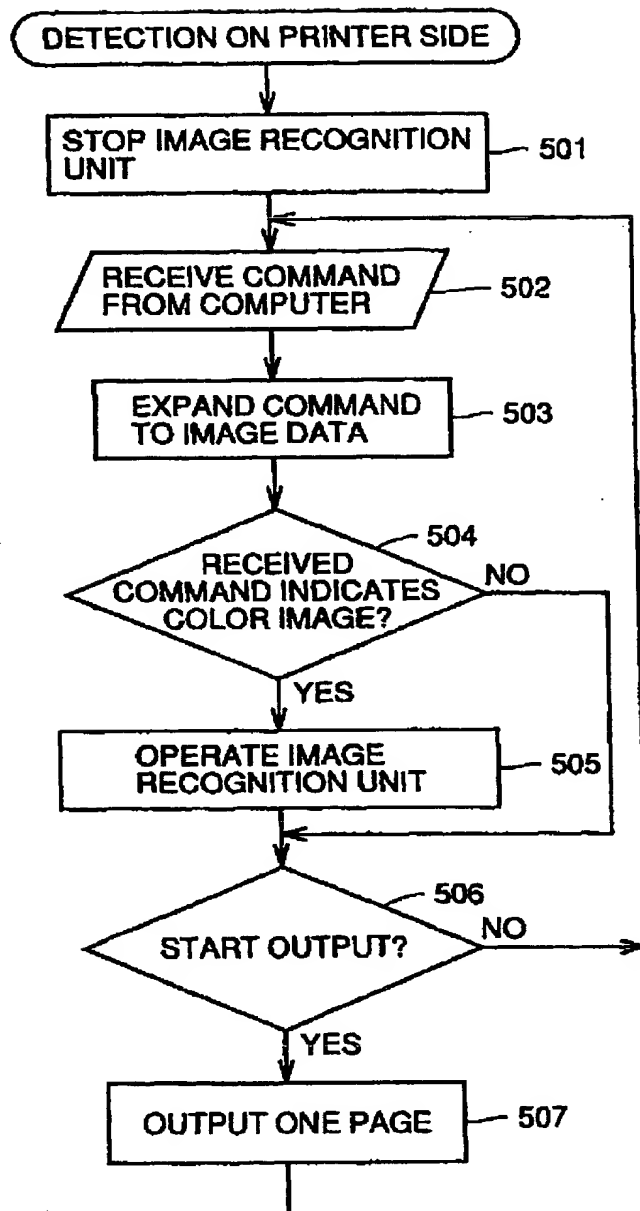 DETECTION ON PRINTER SIDE
STOP IMAGE RECOGNITION
UNIT
501
RECEIVE COMMAND
FROM COMPUTER
502
EXPAND COMMAND
TO IMAGE DATA
503
504
RECEIVED
COMMAND INDICATES
COLOR IMAGE?
NO
YES
OPERATE IMAGE
RECOGNITION UNIT
505
506
START OUTPUT?
NO
YES
OUTPUT ONE PAGE
507